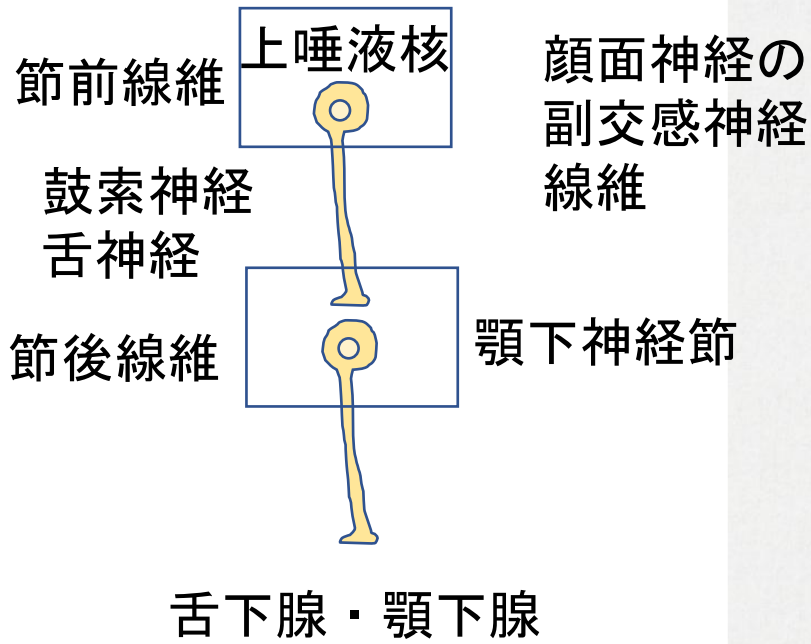 上唾液核
節前線維
顔面神経の
副交感神経
線維
鼓索神経
舌神経
節後線維
顎下神経節
舌下腺・顎下腺